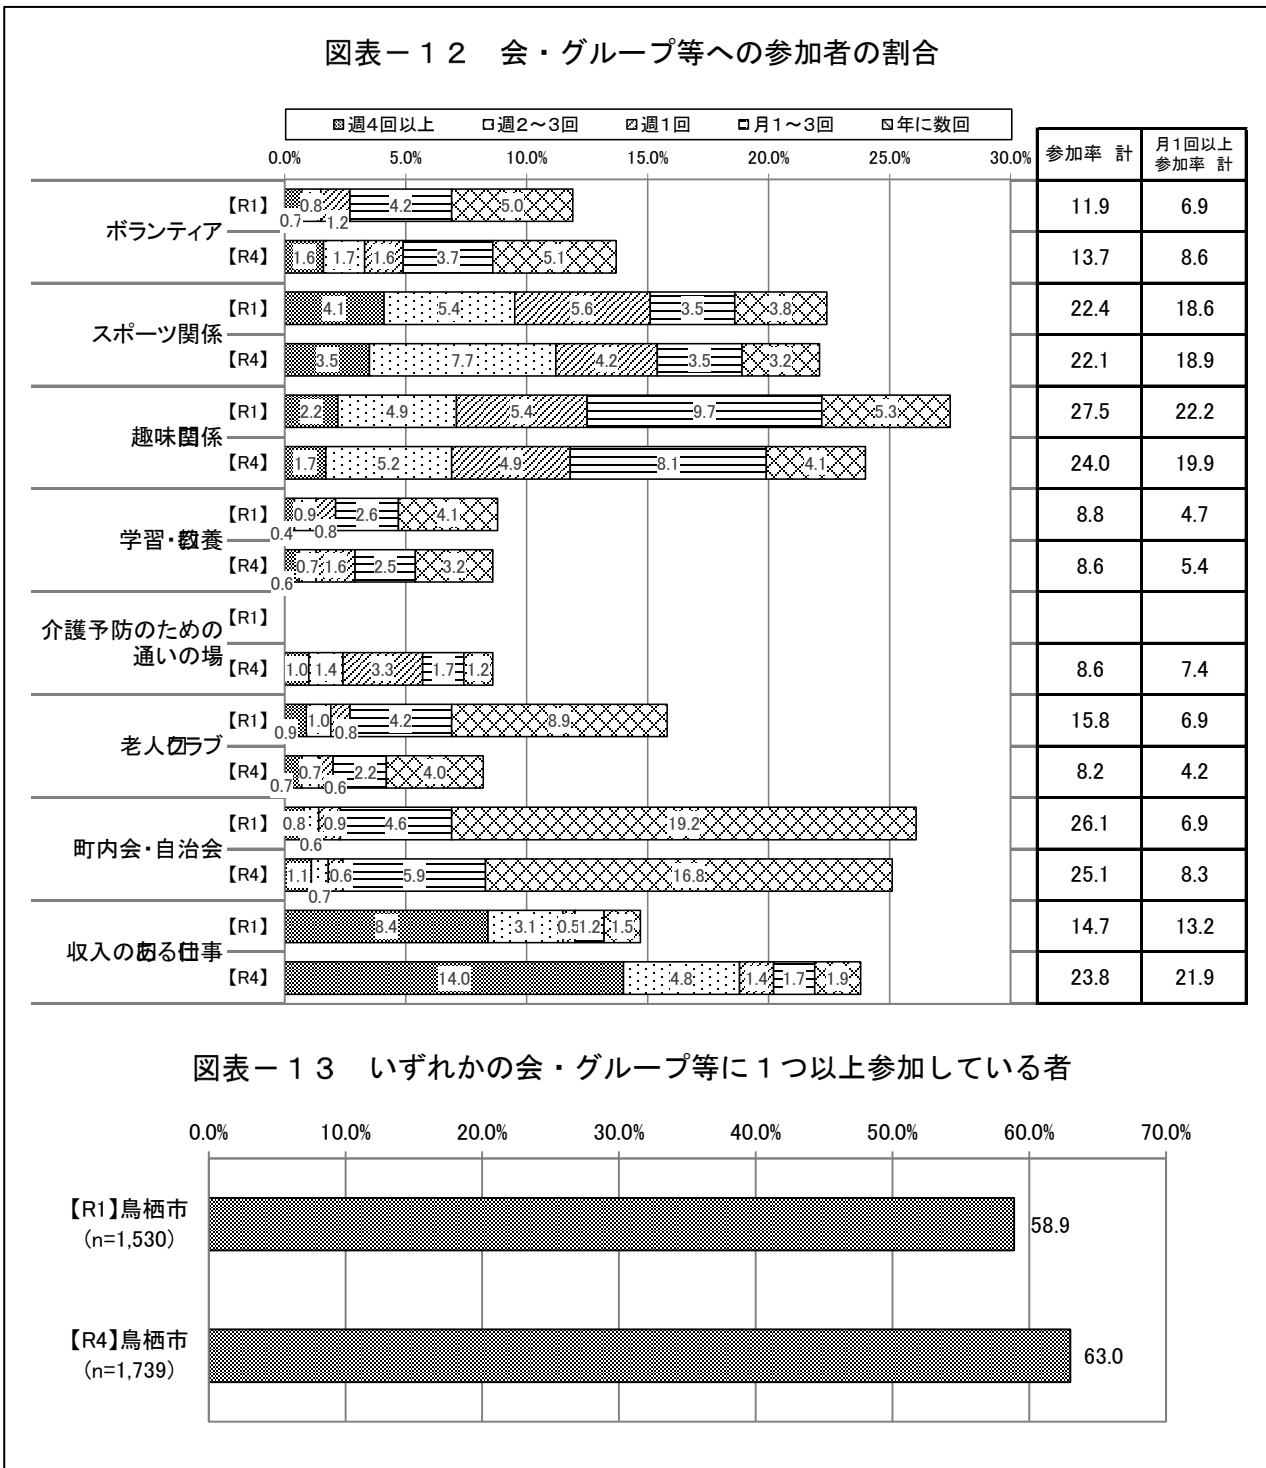 図表－１２　会・グループ等への参加者の割合
週4回以上 週2～3回 週1回 月1～3回 年に数回
0.0% 5.0% 10.0% 15.0% 20.0% 25.0% 30.0%
参加率 計
月1回以上
参加率 計
ボランティア
【R1】 0.7 0.8 1.2 4.2 5.0 11.9 6.9
【R4】 1.6 1.7 1.6 3.7 5.1 13.7 8.6
スポーツ関係
【R1】 4.1 5.4 5.6 3.5 3.8 22.4 18.6
【R4】 3.5 7.7 4.2 3.5 3.2 22.1 18.9
趣味関係
【R1】 2.2 4.9 5.4 9.7 5.3 27.5 22.2
【R4】 1.7 5.2 4.9 8.1 4.1 24.0 19.9
学習・教養
【R1】 0.4 0.9 0.8 2.6 4.1 8.8 4.7
【R4】 0.6 0.7 1.6 2.5 3.2 8.6 5.4
介護予防のための
通いの場
【R1】
【R4】 1.0 1.4 3.3 1.7 1.2 8.6 7.4
老人クラブ
【R1】 0.9 1.0 0.8 4.2 8.9 15.8 6.9
【R4】 0.7 0.7 0.6 2.2 4.0 8.2 4.2
町内会・自治会
【R1】 0.8 0.6 0.9 4.6 19.2 26.1 6.9
【R4】 1.1 0.7 0.6 5.9 16.8 25.1 8.3
収入のある仕事
【R1】 8.4 3.1 0.5 1.2 1.5 14.7 13.2
【R4】 14.0 4.8 1.4 1.7 1.9 23.8 21.9
図表－１３　いずれかの会・グループ等に１つ以上参加している者
0.0% 10.0% 20.0% 30.0% 40.0% 50.0% 60.0% 70.0%
【R1】鳥栖市
(n=1,530)
58.9
【R4】鳥栖市
(n=1,739)
63.0